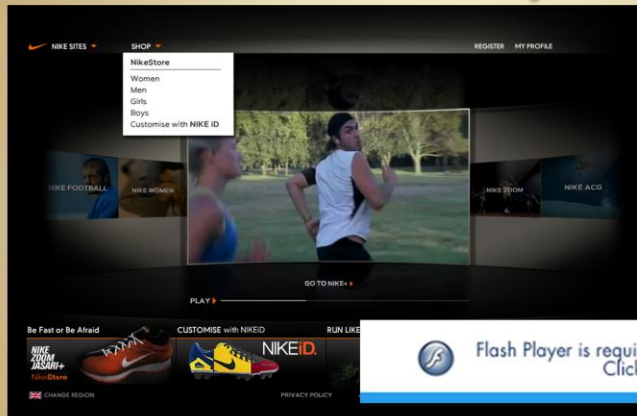 NIKE SITES SHOP REGISTER MY PROFILE
NikeStore
Women
Men
Girls
Boys
Customise with NIKE iD
NIKE FOOTBALL NIKE WOMEN NIKE ZOOM NIKE ACG
GO TO NIKE+
PLAY
Be Fast or Be Afraid CUSTOMISE with NIKEiD RUN LIKE
NIKE
ZOOM
JASARI+
NikeStore
NIKEiD.
Flash Player is requi
Click
CHANGE REGION PRIVACY POLICY